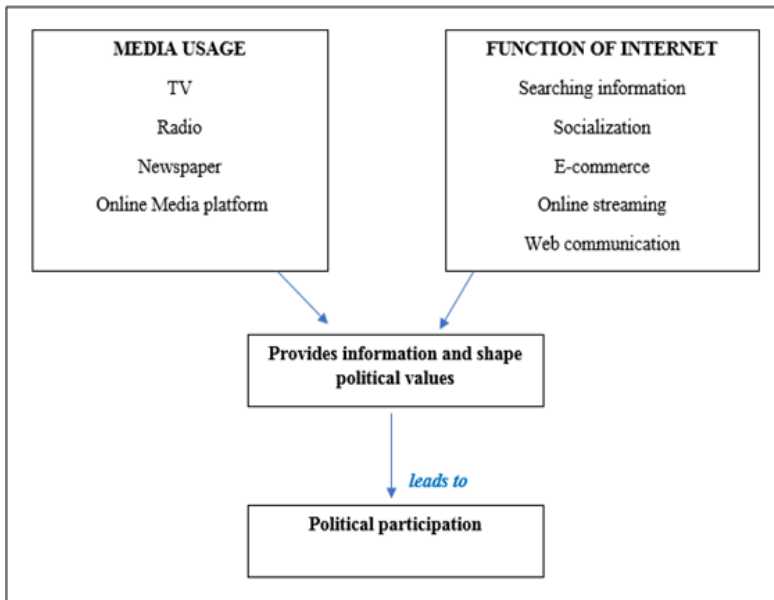 MEDIA USAGE
TV
Radio
Newspaper
Online Media platform
FUNCTION OF INTERNET
Searching information
Socialization
E-commerce
Online streaming
Web communication
Provides information and shape
political values
leads to
Political participation